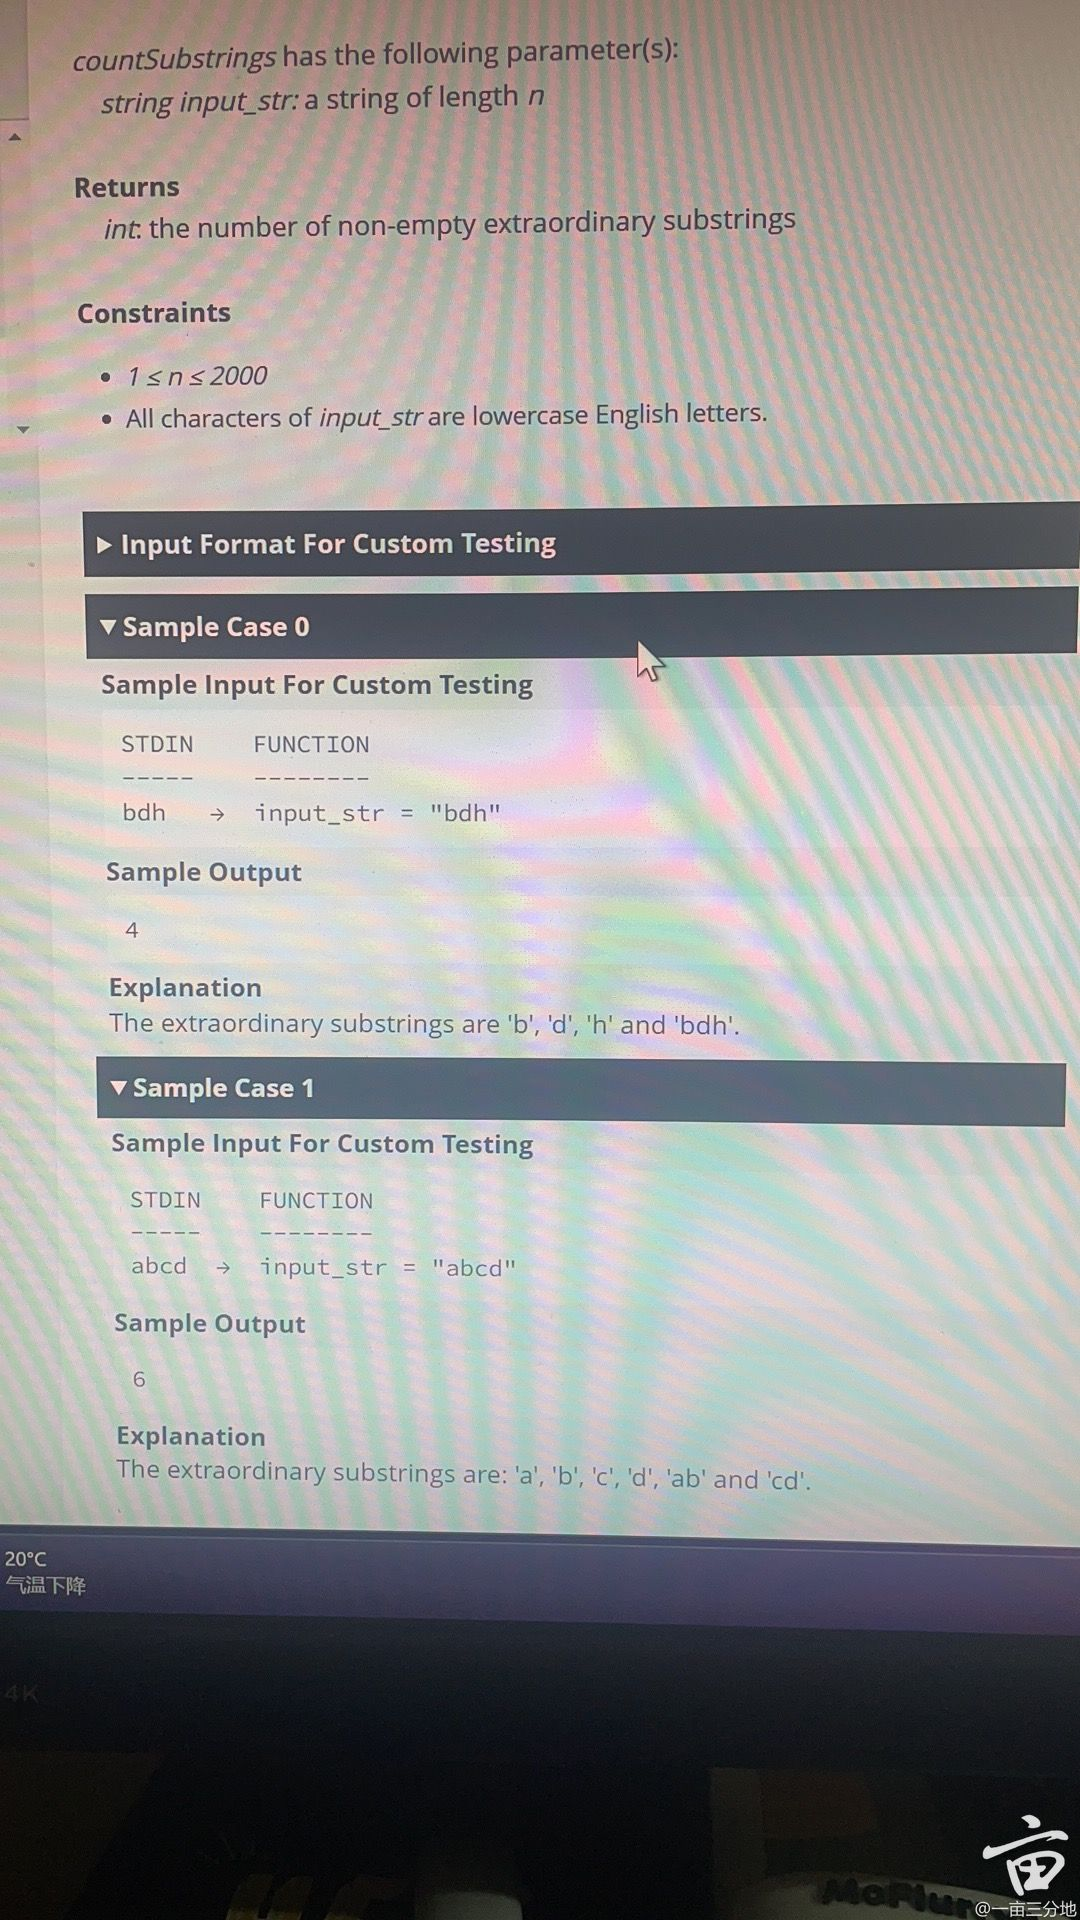 countSubstrings has the following parameter(s):
string input_str: a string of length n
Returns
int: the number of non-empty extraordinary substrings
Constraints
• 1 ≤ n ≤ 2000
• All characters of input_str are lowercase English letters.
▶ Input Format For Custom Testing
▼ Sample Case 0
Sample Input For Custom Testing
STDIN FUNCTION
----- --------
bdh → input_str = "bdh"
Sample Output
4
Explanation
The extraordinary substrings are 'b', 'd', 'h' and 'bdh'.
▼ Sample Case 1
Sample Input For Custom Testing
STDIN FUNCTION
----- --------
abcd → input_str = "abcd"
Sample Output
6
Explanation
The extraordinary substrings are: 'a', 'b', 'c', 'd', 'ab' and 'cd'.
20°C
气温下降
4K
亩
@一亩三分地